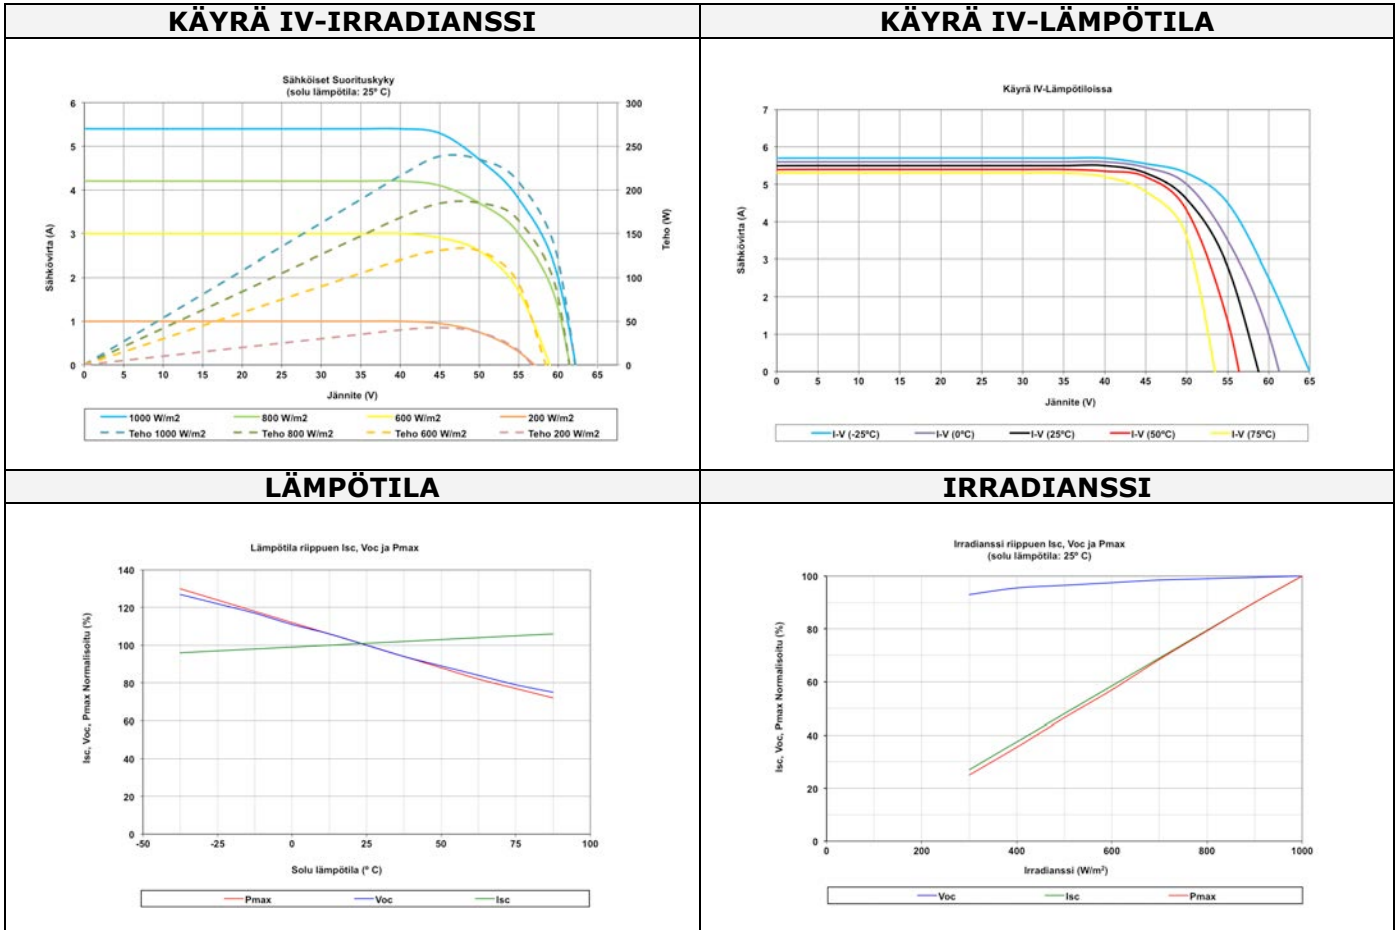 KÄYRÄ IV-IRRADIANSSI
KÄYRÄ IV-LÄMPÖTILA
Sähköiset Suorituskyky
(solu lämpötila: 25º C)
6
5
4
3
2
1
0
Sähkövirta (A)
300
250
200
150
100
50
0
Teho (W)
0 5 10 15 20 25 30 35 40 45 50 55 60 65
Jännite (V)
1000 W/m2 800 W/m2 600 W/m2 200 W/m2
Teho 1000 W/m2 Teho 800 W/m2 Teho 600 W/m2 Teho 200 W/m2
Käyrä IV-Lämpötiloissa
7
6
5
4
3
2
1
0
Sähkövirta (A)
0 5 10 15 20 25 30 35 40 45 50 55 60 65
Jännite (V)
I-V (-25ºC) I-V (0ºC) I-V (25ºC) I-V (50ºC) I-V (75ºC)
LÄMPÖTILA
IRRADIANSSI
Lämpötila riippuen Isc, Voc ja Pmax
140
120
100
80
60
40
20
0
Isc, Voc, Pmax Normalisoitu (%)
-50 -25 0 25 50 75 100
Solu lämpötila (º C)
Pmax Voc Isc
Irradianssi riippuen Isc, Voc ja Pmax
(solu lämpötila: 25º C)
100
80
60
40
20
0
Isc, Voc, Pmax Normalisoitu (%)
0 200 400 600 800 1000
Irradianssi (W/m²)
Voc Isc Pmax